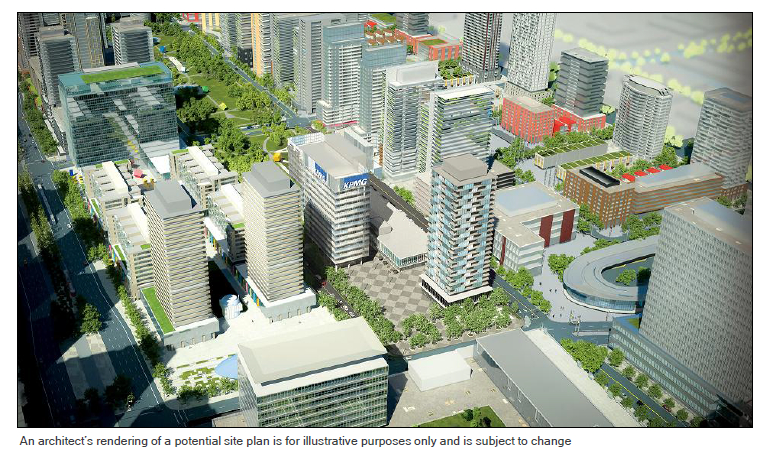 KPMG
An architect's rendering of a potential site plan is for illustrative purposes only and is subject to change